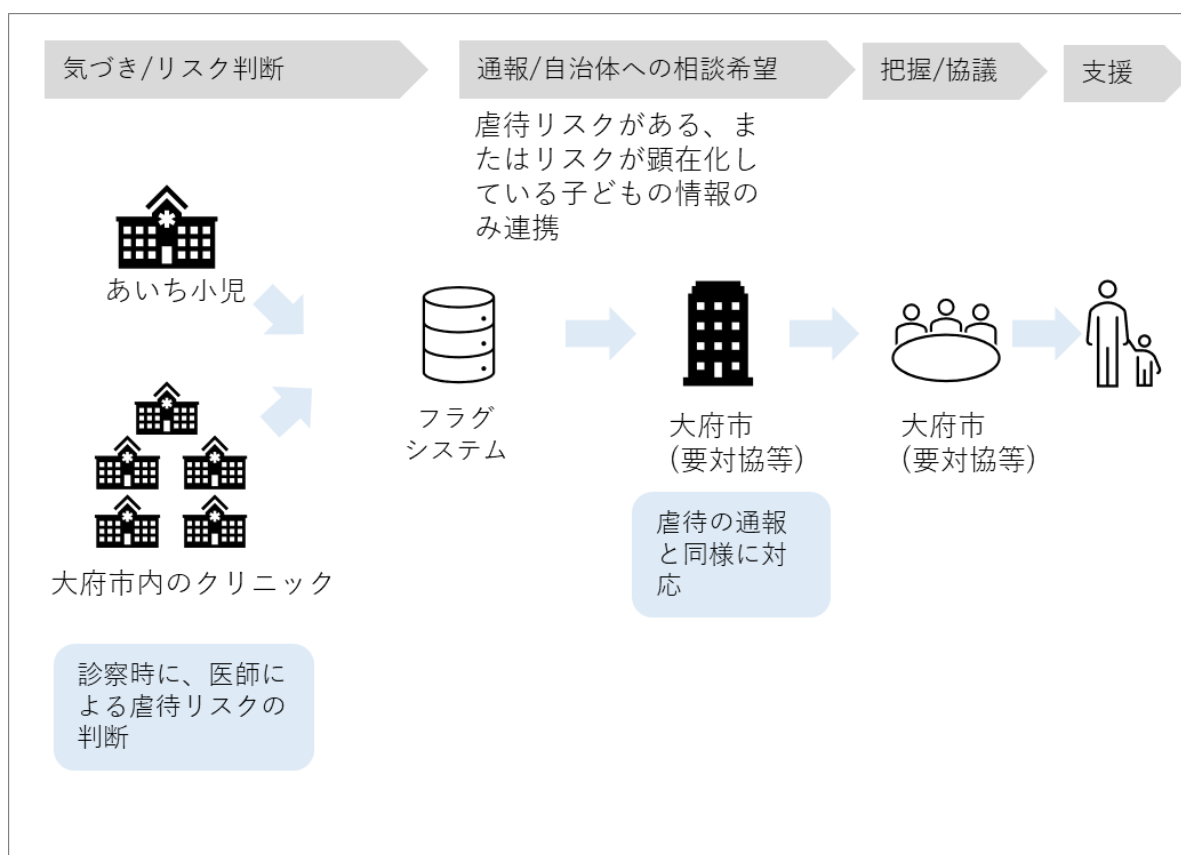 気づき/リスク判断
通報/自治体への相談希望
把握/協議
支援
虐待リスクがある、ま
たはリスクが顕在化し
ている子どもの情報の
み連携
あいち小児
大府市内のクリニック
診察時に、医師に
よる虐待リスクの
判断
フラグ
システム
大府市
(要対協等)
虐待の通報
と同様に対
応
大府市
(要対協等)